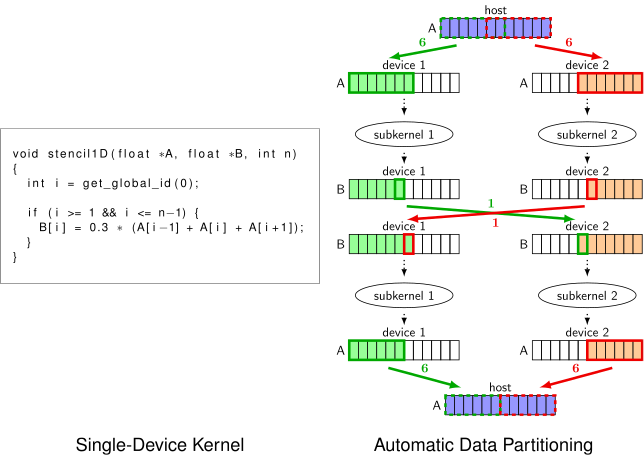 host
A
6
6
device 1
device 2
A
A
subkernel 1
subkernel 2
void stencil1D(float *A, float *B, int n)
{
int i = get_global_id(0);
if (i >= 1 && i <= n−1) {
B[i] = 0.3 * (A[i−1] + A[i] + A[i+1]);
}
}
device 1
device 2
B
B
1
1
device 1
device 2
B
B
subkernel 1
subkernel 2
device 1
device 2
A
A
6
6
host
A
Single-Device Kernel
Automatic Data Partitioning